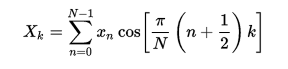 X_k = \sum_{n=0}^{N-1} x_n \cos\left[\frac{\pi}{N}\left(n+\frac{1}{2}\right)k\right]